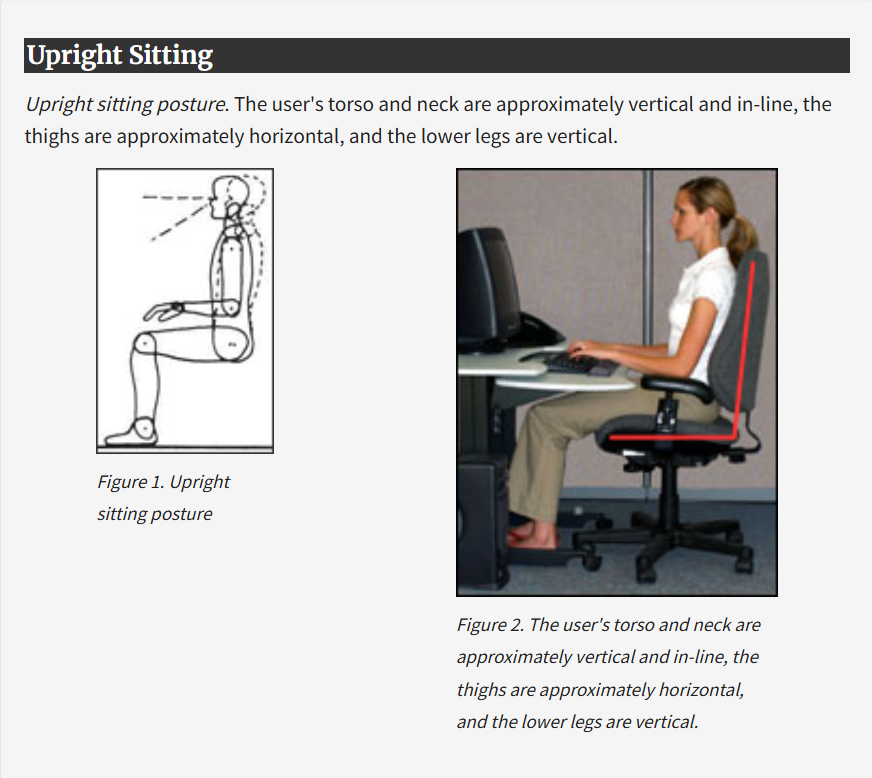 Upright Sitting
Upright sitting posture. The user's torso and neck are approximately vertical and in-line, the
thighs are approximately horizontal, and the lower legs are vertical.
Figure 1. Upright
sitting posture
Figure 2. The user's torso and neck are
approximately vertical and in-line, the
thighs are approximately horizontal,
and the lower legs are vertical.